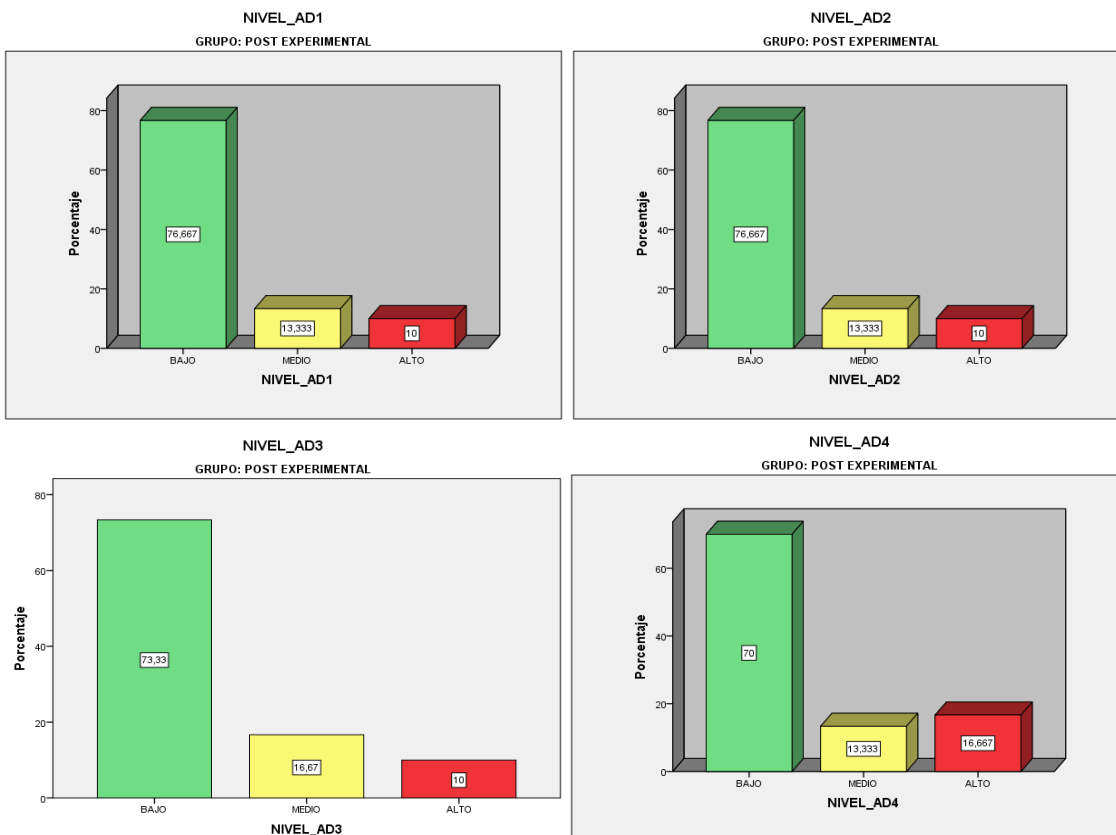 NIVEL_AD1
GRUPO: POST EXPERIMENTAL
Porcentaje
80
60
40
20
0
76,667
13,333
10
BAJO MEDIO ALTO
NIVEL_AD1
NIVEL_AD2
GRUPO: POST EXPERIMENTAL
Porcentaje
80
60
40
20
0
76,667
13,333
10
BAJO MEDIO ALTO
NIVEL_AD2
NIVEL_AD3
GRUPO: POST EXPERIMENTAL
Porcentaje
80
60
40
20
0
73,33
16,67
10
BAJO MEDIO ALTO
NIVEL_AD3
NIVEL_AD4
GRUPO: POST EXPERIMENTAL
Porcentaje
60
40
20
0
70
13,333
16,667
BAJO MEDIO ALTO
NIVEL_AD4